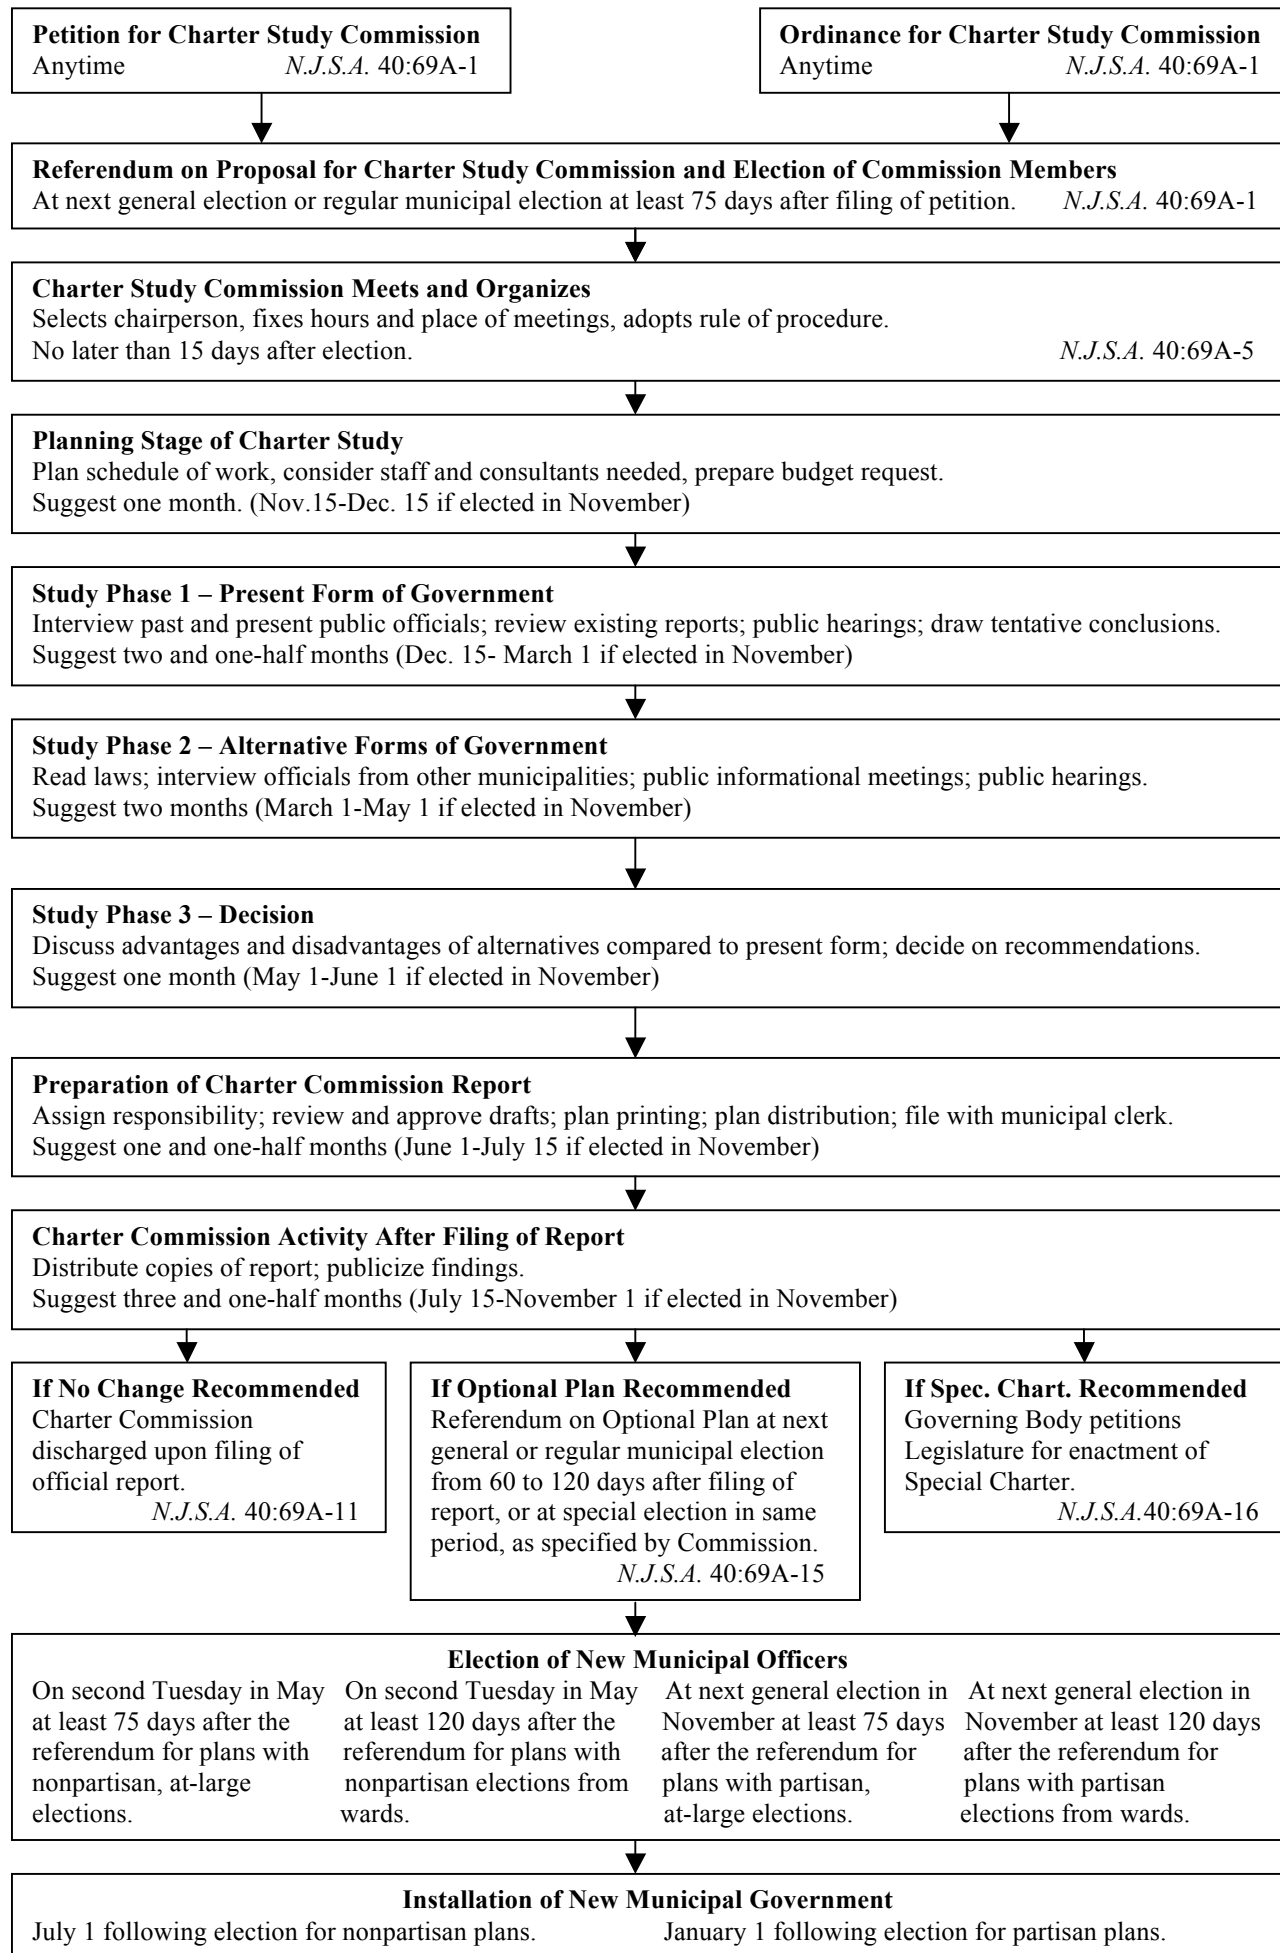 Petition for Charter Study Commission
Anytime N.J.S.A. 40:69A-1
Ordinance for Charter Study Commission
Anytime N.J.S.A. 40:69A-1
Referendum on Proposal for Charter Study Commission and Election of Commission Members
At next general election or regular municipal election at least 75 days after filing of petition. N.J.S.A. 40:69A-1
Charter Study Commission Meets and Organizes
Selects chairperson, fixes hours and place of meetings, adopts rule of procedure.
No later than 15 days after election. N.J.S.A. 40:69A-5
Planning Stage of Charter Study
Plan schedule of work, consider staff and consultants needed, prepare budget request.
Suggest one month. (Nov.15-Dec. 15 if elected in November)
Study Phase 1 – Present Form of Government
Interview past and present public officials; review existing reports; public hearings; draw tentative conclusions.
Suggest two and one-half months (Dec. 15- March 1 if elected in November)
Study Phase 2 – Alternative Forms of Government
Read laws; interview officials from other municipalities; public informational meetings; public hearings.
Suggest two months (March 1-May 1 if elected in November)
Study Phase 3 – Decision
Discuss advantages and disadvantages of alternatives compared to present form; decide on recommendations.
Suggest one month (May 1-June 1 if elected in November)
Preparation of Charter Commission Report
Assign responsibility; review and approve drafts; plan printing; plan distribution; file with municipal clerk.
Suggest one and one-half months (June 1-July 15 if elected in November)
Charter Commission Activity After Filing of Report
Distribute copies of report; publicize findings.
Suggest three and one-half months (July 15-November 1 if elected in November)
If No Change Recommended
Charter Commission
discharged upon filing of
official report.
N.J.S.A. 40:69A-11
If Optional Plan Recommended
Referendum on Optional Plan at next
general or regular municipal election
from 60 to 120 days after filing of
report, or at special election in same
period, as specified by Commission.
N.J.S.A. 40:69A-15
If Spec. Chart. Recommended
Governing Body petitions
Legislature for enactment of
Special Charter.
N.J.S.A.40:69A-16
Election of New Municipal Officers
On second Tuesday in May
at least 75 days after the
referendum for plans with
nonpartisan, at-large
elections.
On second Tuesday in May
at least 120 days after the
referendum for plans with
nonpartisan elections from
wards.
At next general election in
November at least 75 days
after the referendum for
plans with partisan,
at-large elections.
At next general election in
November at least 120 days
after the referendum for
plans with partisan
elections from wards.
Installation of New Municipal Government
July 1 following election for nonpartisan plans.
January 1 following election for partisan plans.